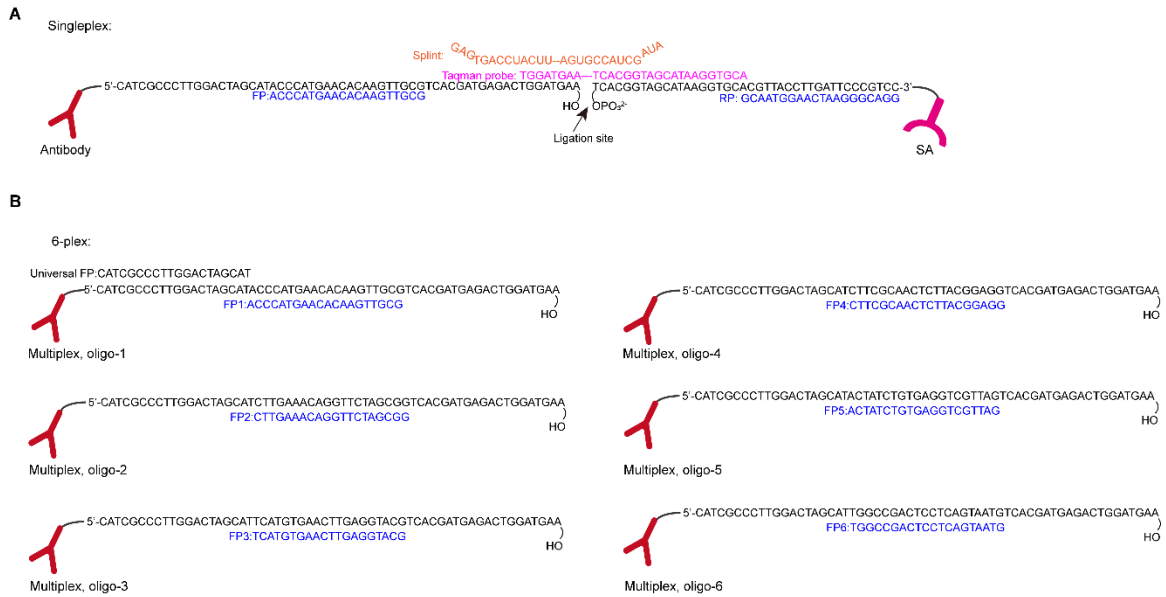 A
Singleplex:
Splint: GAGTGACCUACUU--AGUGCCAUCGAUA
Taqman probe: TGGATGAA---TCACGGTAGCATAAGGTGCA
5'-CATCGCCCTTGGACTAGCATACCCATGAACACAAGTTGCGTCACGATGAGACTGGATGAA TCACGGTAGCATAAGGTGCACGTTACCTTGATTCCCGTCC-3'
FP:ACCCATGAACACAAGTTGCG
RP: GCAATGGAACTAAGGGCAGG
HO
OPO₃²⁻
Ligation site
Antibody
SA
B
6-plex:
Universal FP:CATCGCCCTTGGACTAGCAT
5'-CATCGCCCTTGGACTAGCATACCCATGAACACAAGTTGCGTCACGATGAGACTGGATGAA
FP1:ACCCATGAACACAAGTTGCG
HO
Multiplex, oligo-1
5'-CATCGCCCTTGGACTAGCATCTTCGCAACTCTTACGGAGGTCACGATGAGACTGGATGAA
FP4:CTTCGCAACTCTTACGGAGG
HO
Multiplex, oligo-4
5'-CATCGCCCTTGGACTAGCATCTTGAAACAGGTTCTAGCGGTCACGATGAGACTGGATGAA
FP2:CTTGAAACAGGTTCTAGCGG
HO
Multiplex, oligo-2
5'-CATCGCCCTTGGACTAGCATACTATCTGTGAGGTCGTTAGTCACGATGAGACTGGATGAA
FP5:ACTATCTGTGAGGTCGTTAG
HO
Multiplex, oligo-5
5'-CATCGCCCTTGGACTAGCATTCATGTGAACTTGAGGTACGTCACGATGAGACTGGATGAA
FP3:TCATGTGAACTTGAGGTACG
HO
Multiplex, oligo-3
5'-CATCGCCCTTGGACTAGCATTGGCCGACTCCTCAGTAATGTCACGATGAGACTGGATGAA
FP6:TGGCCGACTCCTCAGTAATG
HO
Multiplex, oligo-6